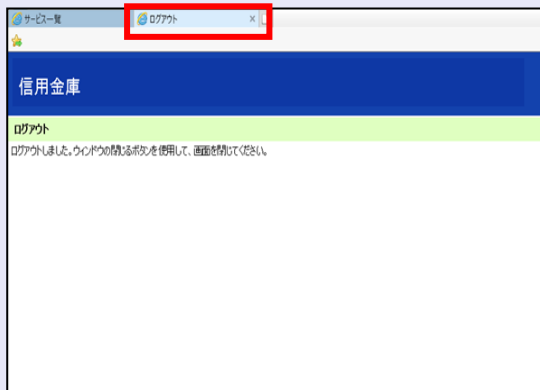 サービス一覧
ログアウト
信用金庫
ログアウト
ログアウトしました。ウィンドウの閉じるボタンを使用して、画面を閉じてください。